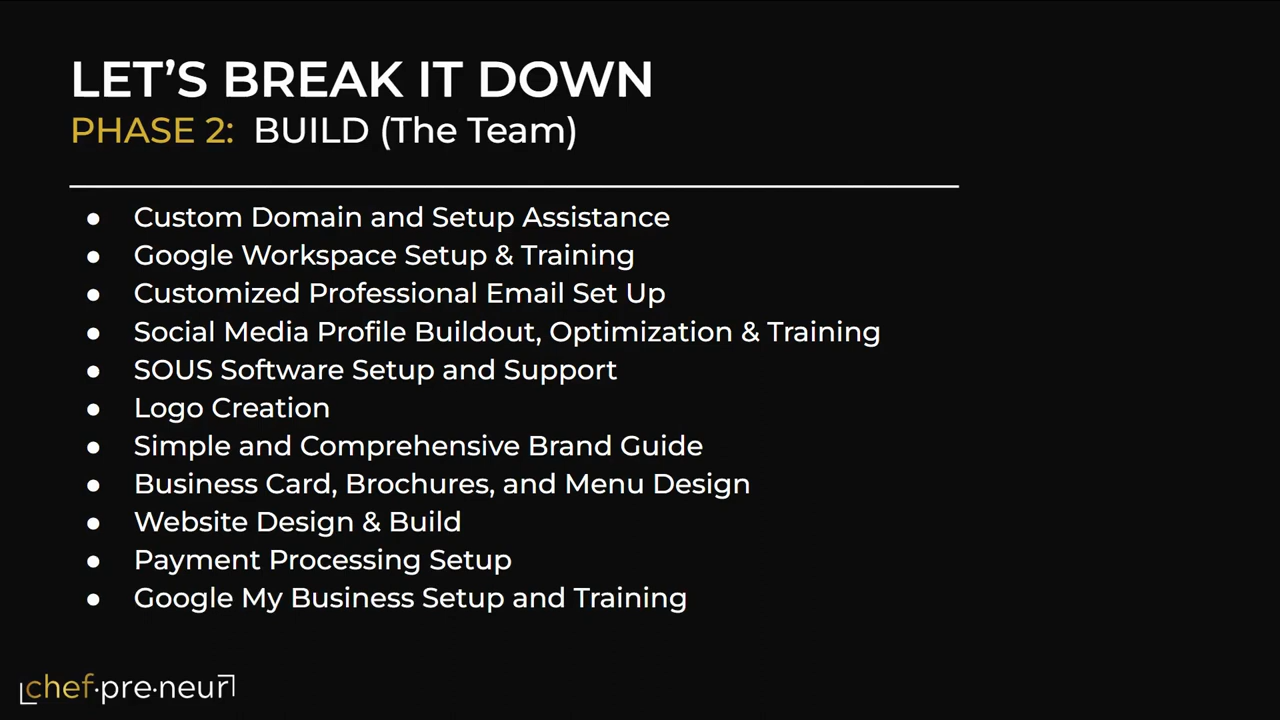 LET’S BREAK IT DOWN
PHASE 2: BUILD (The Team)
● Custom Domain and Setup Assistance
● Google Workspace Setup & Training
● Customized Professional Email Set Up
● Social Media Profile Buildout, Optimization & Training
● SOUS Software Setup and Support
● Logo Creation
● Simple and Comprehensive Brand Guide
● Business Card, Brochures, and Menu Design
● Website Design & Build
● Payment Processing Setup
● Google My Business Setup and Training
chef·pre·neur